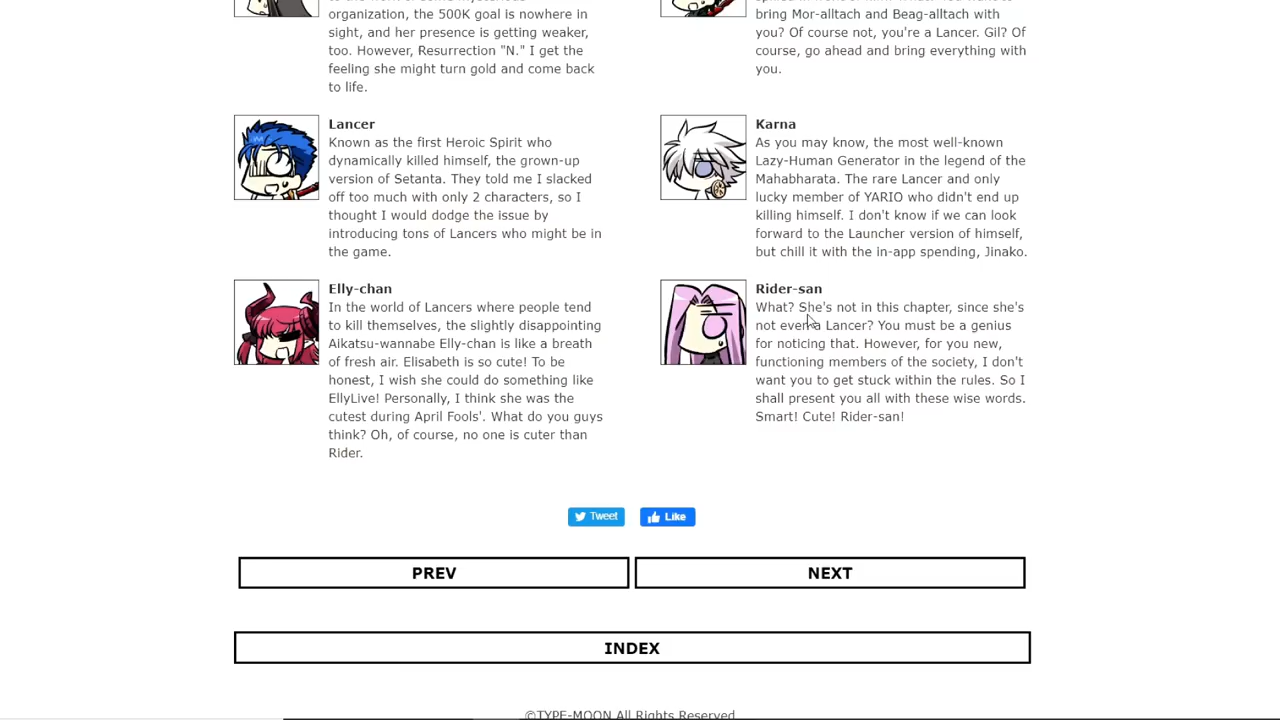 organization, the 500K goal is nowhere in
sight, and her presence is getting weaker,
too. However, Resurrection "N." I get the
feeling she might turn gold and come back
to life.
bring Mor-alltach and Beag-alltach with
you? Of course not, you're a Lancer. Gil? Of
course, go ahead and bring everything with
you.
Lancer
Known as the first Heroic Spirit who
dynamically killed himself, the grown-up
version of Setanta. They told me I slacked
off too much with only 2 characters, so I
thought I would dodge the issue by
introducing tons of Lancers who might be in
the game.
Karna
As you may know, the most well-known
Lazy-Human Generator in the legend of the
Mahabharata. The rare Lancer and only
lucky member of YARIO who didn't end up
killing himself. I don't know if we can look
forward to the Launcher version of himself,
but chill it with the in-app spending, Jinako.
Elly-chan
In the world of Lancers where people tend
to kill themselves, the slightly disappointing
Aikatsu-wannabe Elly-chan is like a breath
of fresh air. Elisabeth is so cute! To be
honest, I wish she could do something like
EllyLive! Personally, I think she was the
cutest during April Fools'. What do you guys
think? Oh, of course, no one is cuter than
Rider.
Rider-san
What? She's not in this chapter, since she's
not even a Lancer? You must be a genius
for noticing that. However, for you new,
functioning members of the society, I don't
want you to get stuck within the rules. So I
shall present you all with these wise words.
Smart! Cute! Rider-san!
Tweet
Like
PREV
NEXT
INDEX
©TYPE-MOON All Rights Reserved